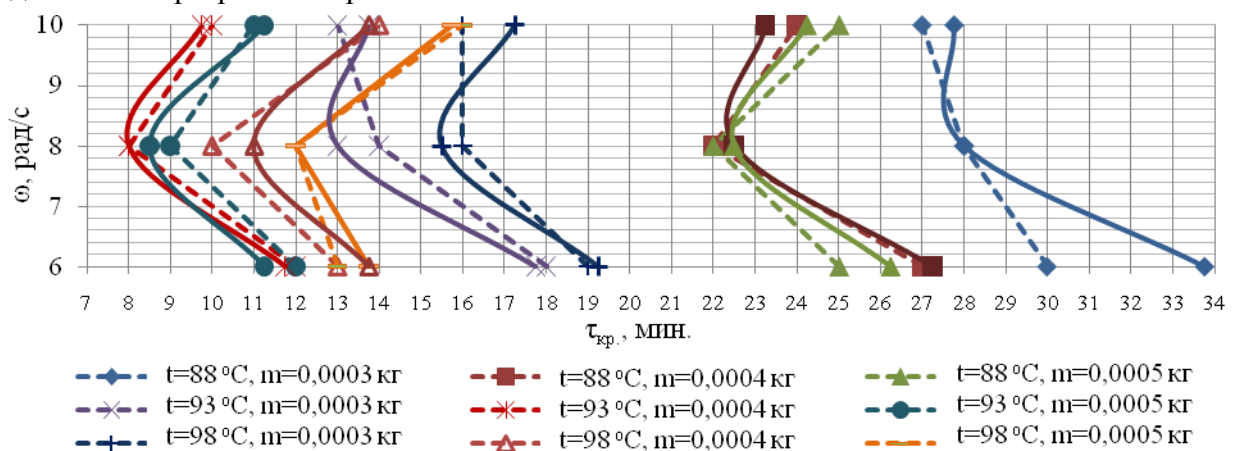 10
9
8
7
6
ω, рад/с
7 8 9 10 11 12 13 14 15 16 17 18 19 20 21 22 23 24 25 26 27 28 29 30 31 32 33 34
τкр., мин.
t=88 °C, m=0,0003 кг t=88 °C, m=0,0004 кг t=88 °C, m=0,0005 кг
t=93 °C, m=0,0003 кг t=93 °C, m=0,0004 кг t=93 °C, m=0,0005 кг
t=98 °C, m=0,0003 кг t=98 °C, m=0,0004 кг t=98 °C, m=0,0005 кг